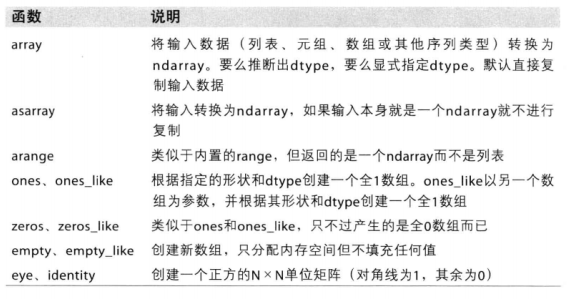 函数 说明
array 将输入数据（列表、元组、数组或其他序列类型）转换为
ndarray。要么推断出dtype，要么显式指定dtype。默认直接复
制输入数据
asarray 将输入转换为ndarray，如果输入本身就是一个ndarray就不进行
复制
arange 类似于内置的range，但返回的是一个ndarray而不是列表
ones、ones_like 根据指定的形状和dtype创建一个全1数组。ones_like以另一个数
组为参数，并根据其形状和dtype创建一个全1数组
zeros、zeros_like 类似于ones和ones_like，只不过产生的是全0数组而已
empty、empty_like 创建新数组，只分配内存空间但不填充任何值
eye、identity 创建一个正方的N×N单位矩阵（对角线为1，其余为0）